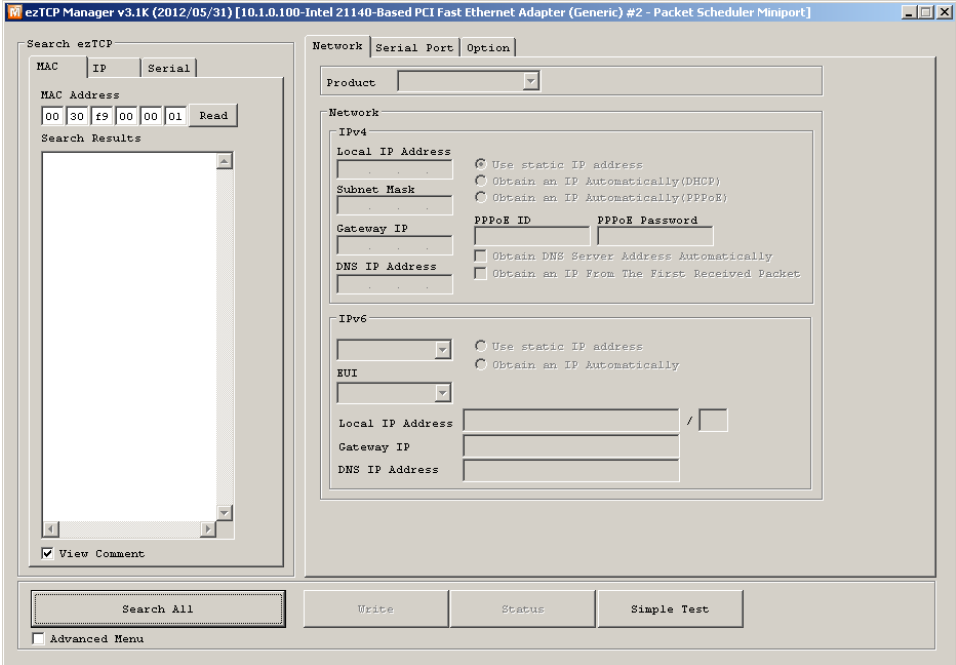 ezTCP Manager v3.1K (2012/05/31) [10.1.0.100-Intel 21140-Based PCI Fast Ethernet Adapter (Generic) #2 - Packet Scheduler Miniport]
Search ezTCP
MAC IP Serial
MAC Address
00 30 f9 00 00 01 Read
Search Results
View Comment
Network Serial Port Option
Product
Network
IPv4
Local IP Address
. . .
Use static IP address
Obtain an IP Automatically(DHCP)
Subnet Mask
. . .
Obtain an IP Automatically(PPPoE)
PPPoE ID PPPoE Password
Gateway IP
. . .
Obtain DNS Server Address Automatically
DNS IP Address
. . .
Obtain an IP From The First Received Packet
IPv6
Use static IP address
Obtain an IP Automatically
EUI
Local IP Address /
Gateway IP
DNS IP Address
Search All Write Status Simple Test
Advanced Menu